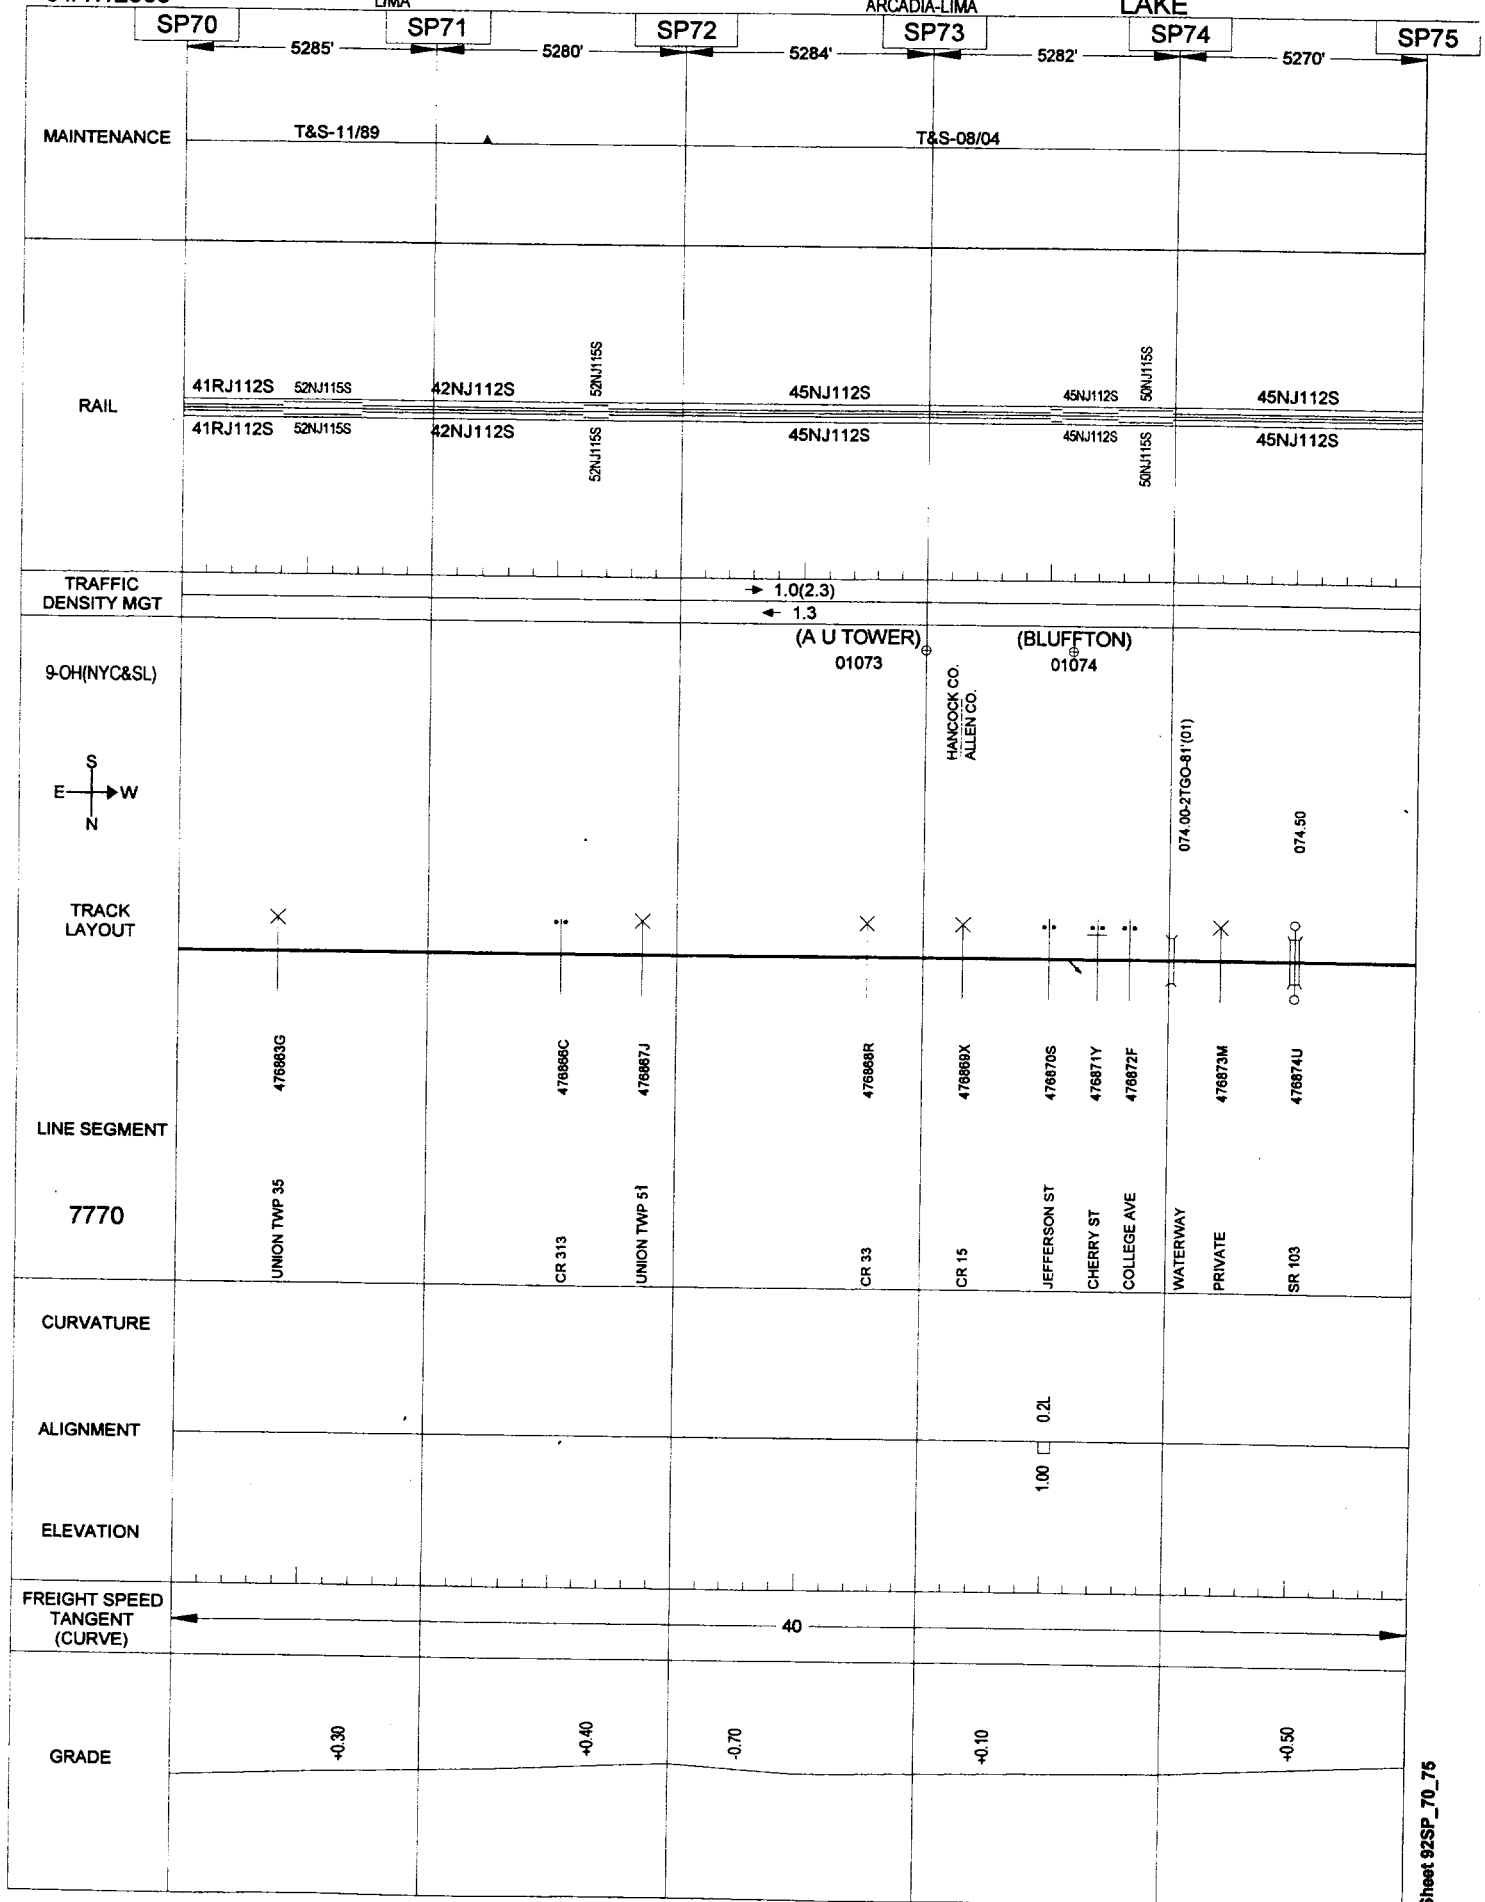 LIMA
ARCADIA-LIMA
LAKE
SP70
SP71
SP72
SP73
SP74
SP75
5285'
5280'
5284'
5282'
5270'
MAINTENANCE
T&S-11/89
T&S-08/04
RAIL
41RJ112S
52NJ115S
42NJ112S
52NJ115S
45NJ112S
45NJ112S
50NJ115S
45NJ112S
41RJ112S
52NJ115S
42NJ112S
52NJ115S
45NJ112S
45NJ112S
50NJ115S
45NJ112S
TRAFFIC
DENSITY MGT
1.0(2.3)
1.3
9-OH(NYC&SL)
(A U TOWER)
01073
(BLUFFTON)
01074
HANCOCK CO.
ALLEN CO.
S
E W
N
074.00-2TGO-81'(01)
074.50
TRACK
LAYOUT
476863G
476866C
476867J
476868R
476869X
476870S
476871Y
476872F
476873M
476874U
LINE SEGMENT
7770
UNION TWP 35
CR 313
UNION TWP 51
CR 33
CR 15
JEFFERSON ST
CHERRY ST
COLLEGE AVE
WATERWAY
PRIVATE
SR 103
CURVATURE
ALIGNMENT
0.2L
1.00
ELEVATION
FREIGHT SPEED
TANGENT
(CURVE)
40
GRADE
+0.30
+0.40
-0.70
+0.10
+0.50
Sheet 92SP_70_75